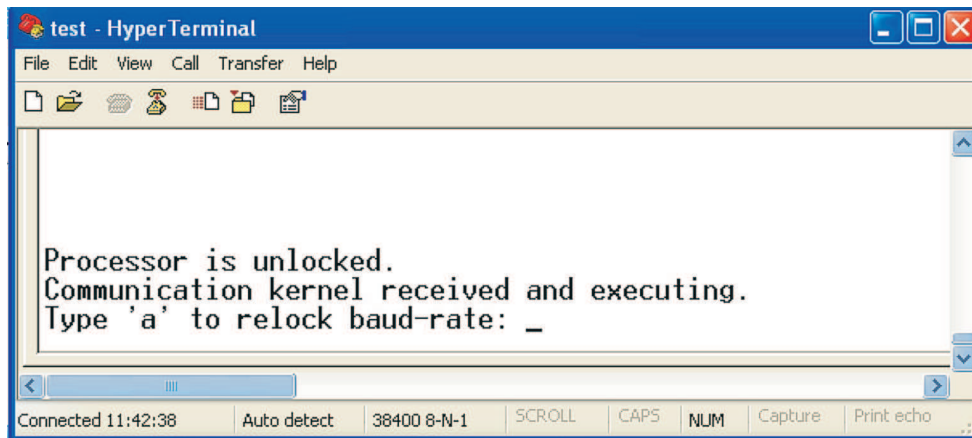 test - HyperTerminal
File Edit View Call Transfer Help
Processor is unlocked.
Communication kernel received and executing.
Type 'a' to relock baud-rate: _
Connected 11:42:38 Auto detect 38400 8-N-1 SCROLL CAPS NUM Capture Print echo